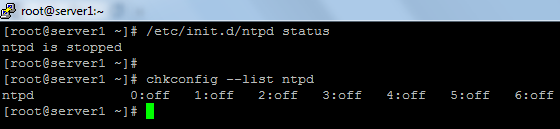 root@server1:~
[root@server1 ~]# /etc/init.d/ntpd status
ntpd is stopped
[root@server1 ~]#
[root@server1 ~]# chkconfig --list ntpd
ntpd 0:off 1:off 2:off 3:off 4:off 5:off 6:off
[root@server1 ~]#